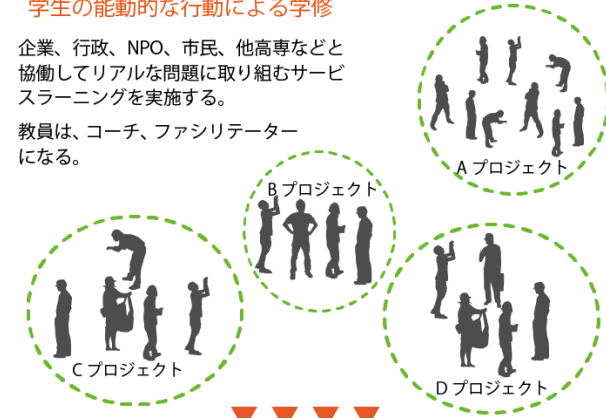 学生の能動的な行動による学修
企業、行政、NPO、市民、他高専などと
協働してリアルな問題に取り組むサービ
スラーニングを実施する。
教員は、コーチ、ファシリテーター
になる。
A プロジェクト
B プロジェクト
C プロジェクト
D プロジェクト